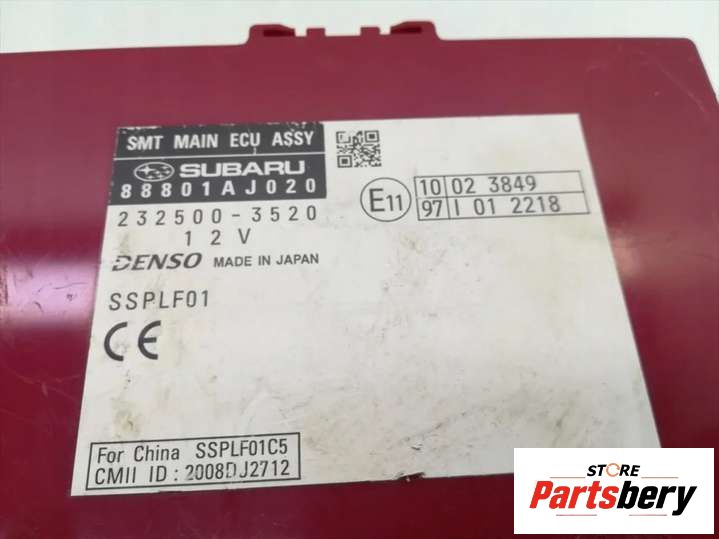 SMT MAIN ECU ASSY
SUBARU
88801AJ020
232500-3520
12V
DENSO MADE IN JAPAN
SSPLF01
CE
E11
10 02 3849
97 I 01 2218
For China SSPLF01C5
CMII ID : 2008DJ2712
STORE
Partsbery